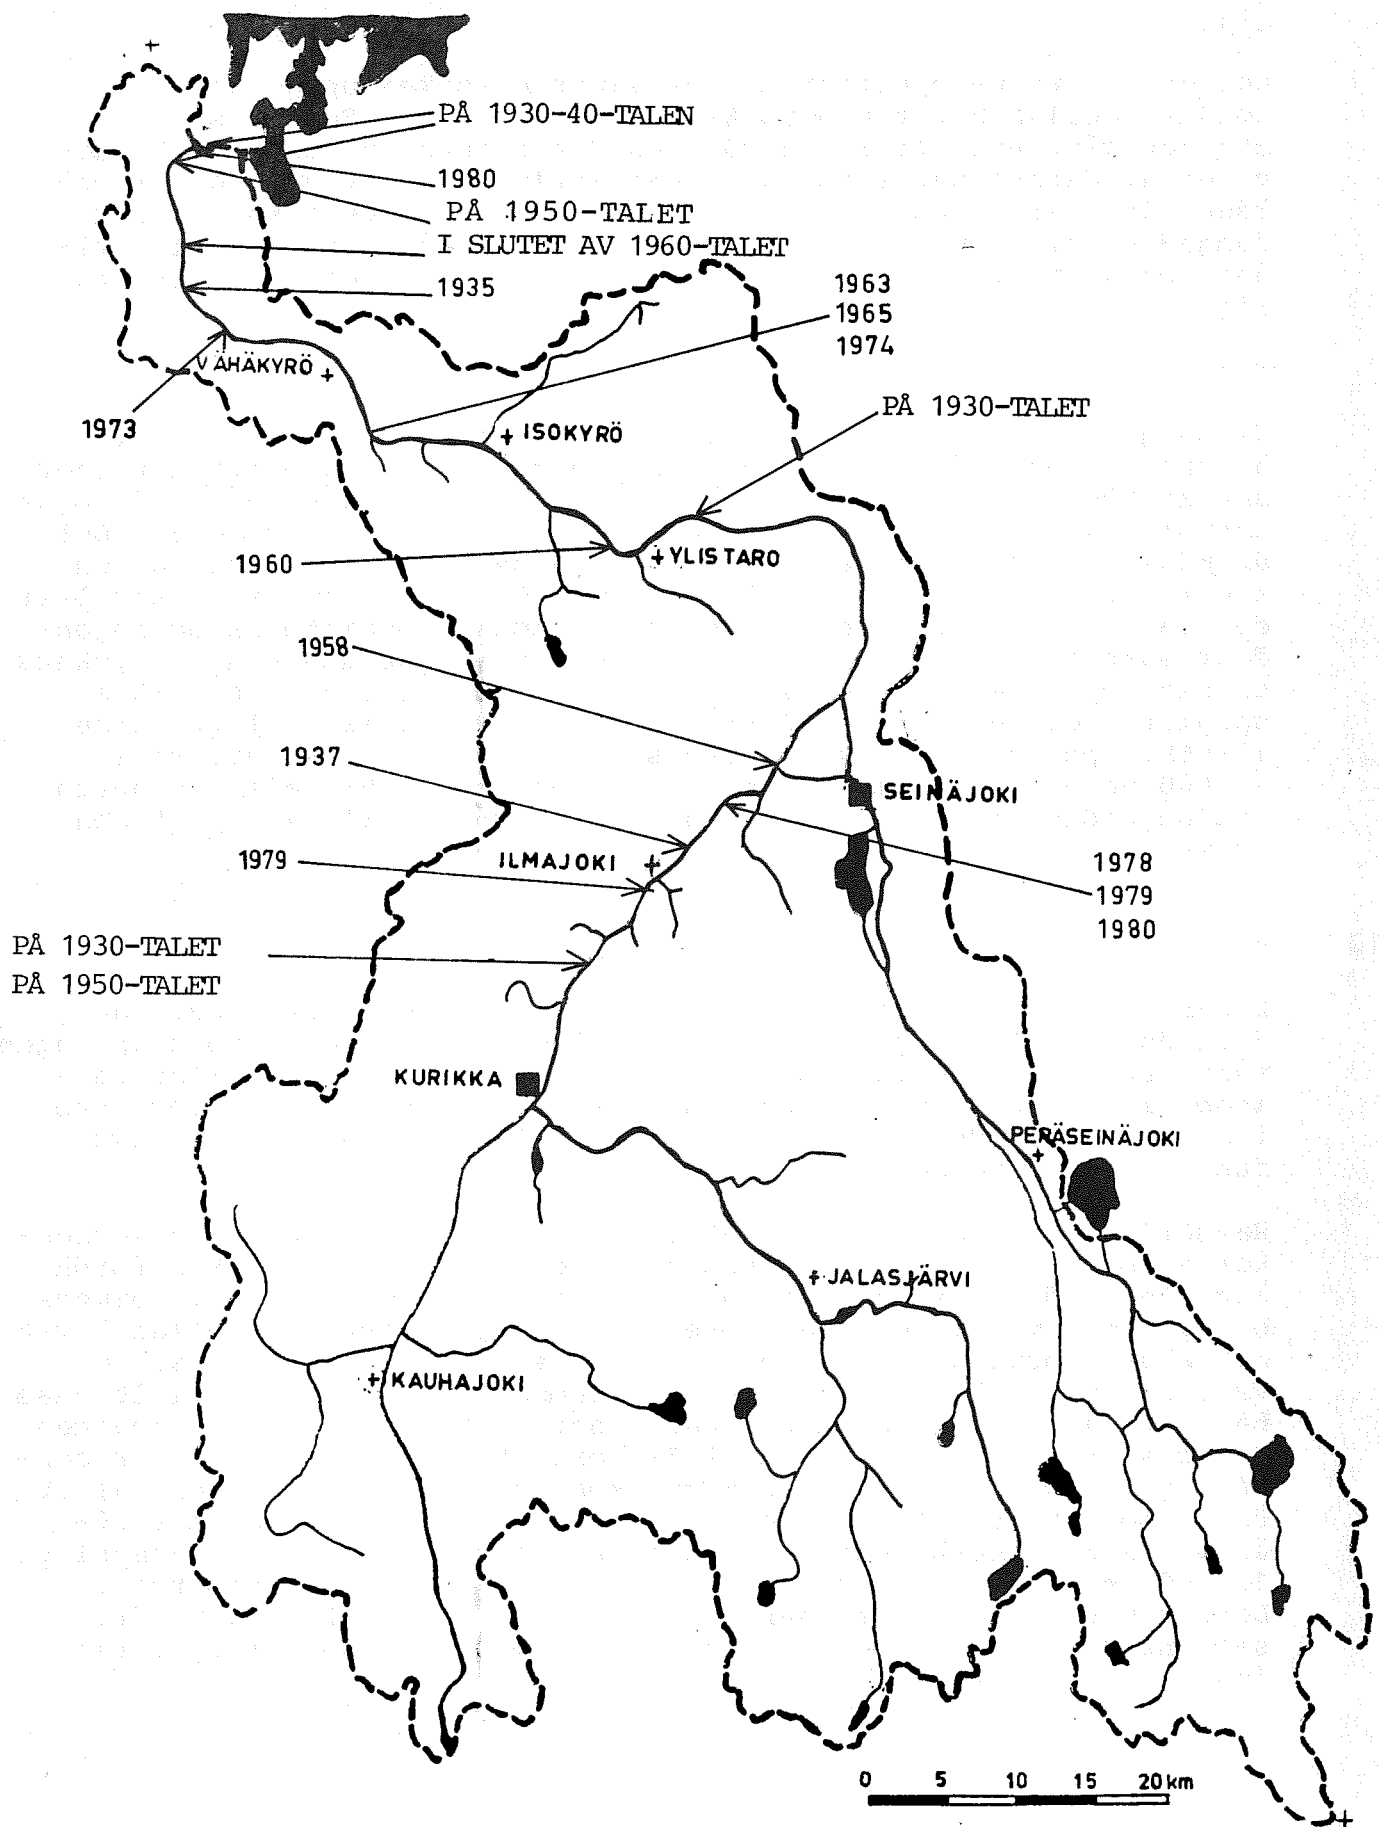 PÅ 1930-40-TALEN
1980
PÅ 1950-TALET
I SLUTET AV 1960-TALET
1935
1963
1965
1974
VÄHÄKYRÖ
1973
PÅ 1930-TALET
ISOKYRÖ
1960
YLISTARO
1958
1937
SEINÄJOKI
1979
ILMAJOKI
1978
1979
1980
PÅ 1930-TALET
PÅ 1950-TALET
KURIKKA
PERÄSEINÄJOKI
JALASJÄRVI
KAUHAJOKI
0 5 10 15 20 km